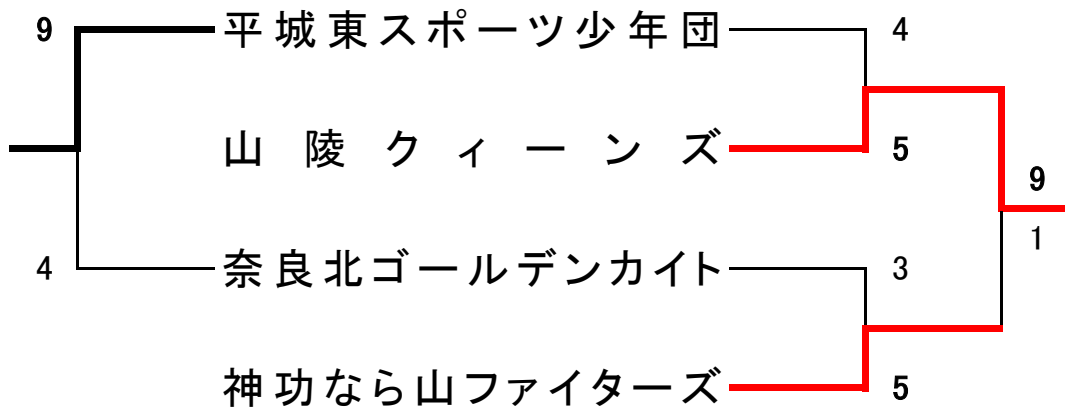 9 平城東スポーツ少年団 4
山陵クィーンズ 5
9
1
4 奈良北ゴールデンカイト 3
神功なら山ファイターズ 5